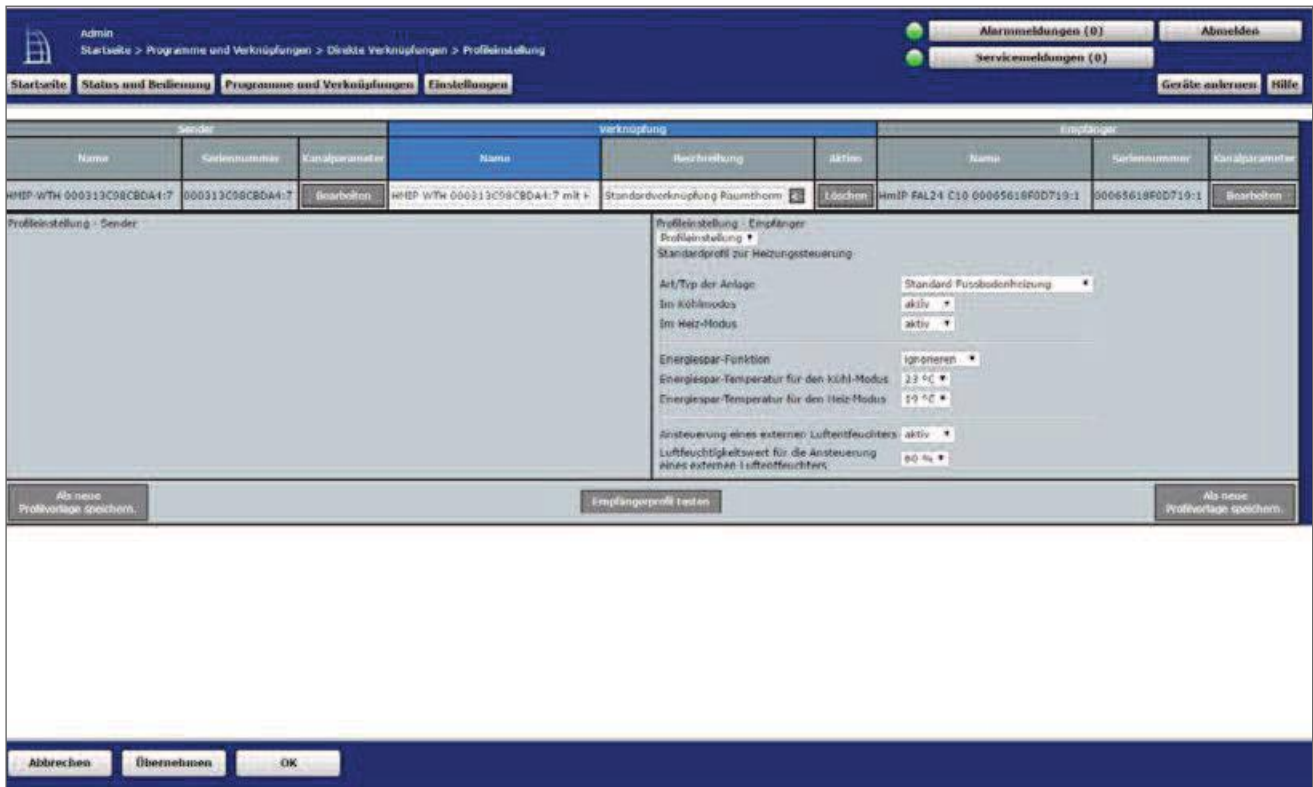 Admin
Startseite > Programme und Verknüpfungen > Direkte Verknüpfungen > Profileinstellung
Alarmmeldungen (0)
Abmelden
Servicemeldungen (0)
Startseite
Status und Bedienung
Programme und Verknüpfungen
Einstellungen
Geräte anlernen
Hilfe
Sender
Verknüpfung
Empfänger
Name
Seriennummer
Kanalparameter
Name
Beschreibung
Aktion
Name
Seriennummer
Kanalparameter
HMIP WTH 000313C98CBDA4:7
000313C98CBDA4:7
Bearbeiten
HMIP WTH 000313C98CBDA4:7 mit
Standardverknüpfung Raumtherm
Löschen
HmIP FAL24 C10 00065618F0D719:1
00065618F0D719:1
Bearbeiten
Profileinstellung - Sender
Profileinstellung - Empfänger
Profileinstellung
Standardprofil zur Heizungssteuerung
Art/Typ der Anlage
Standard Fussbodenheizung
Im Kühlmodus
aktiv
Im Heiz-Modus
aktiv
Energiespar-Funktion
ignorieren
Energiespar-Temperatur für den Kühl-Modus
23 °C
Energiespar-Temperatur für den Heiz-Modus
19 °C
Ansteuerung eines externen Luftentfeuchters
aktiv
Luftfeuchtigkeitswert für die Ansteuerung
eines externen Luftentfeuchters
60 %
Als neue
Profilvorlage speichern.
Empfängerprofil testen
Als neue
Profilvorlage speichern.
Abbrechen
Übernehmen
OK